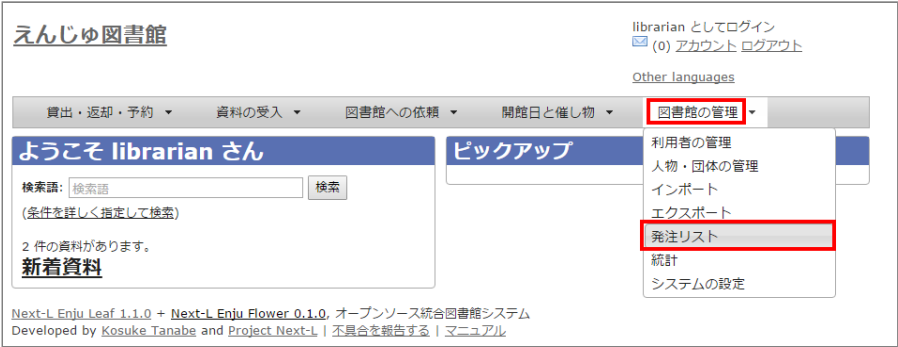 えんじゅ図書館
librarian としてログイン
(0) アカウント ログアウト
Other languages
貸出・返却・予約 ▼ 資料の受入 ▼ 図書館への依頼 ▼ 開館日と催し物 ▼ 図書館の管理 ▼
利用者の管理
人物・団体の管理
インポート
エクスポート
発注リスト
統計
システムの設定
ようこそ librarian さん
検索語: 検索語 検索
(条件を詳しく指定して検索)
2 件の資料があります。
新着資料
ピックアップ
Next-L Enju Leaf 1.1.0 + Next-L Enju Flower 0.1.0, オープンソース統合図書館システム
Developed by Kosuke Tanabe and Project Next-L | 不具合を報告する | マニュアル